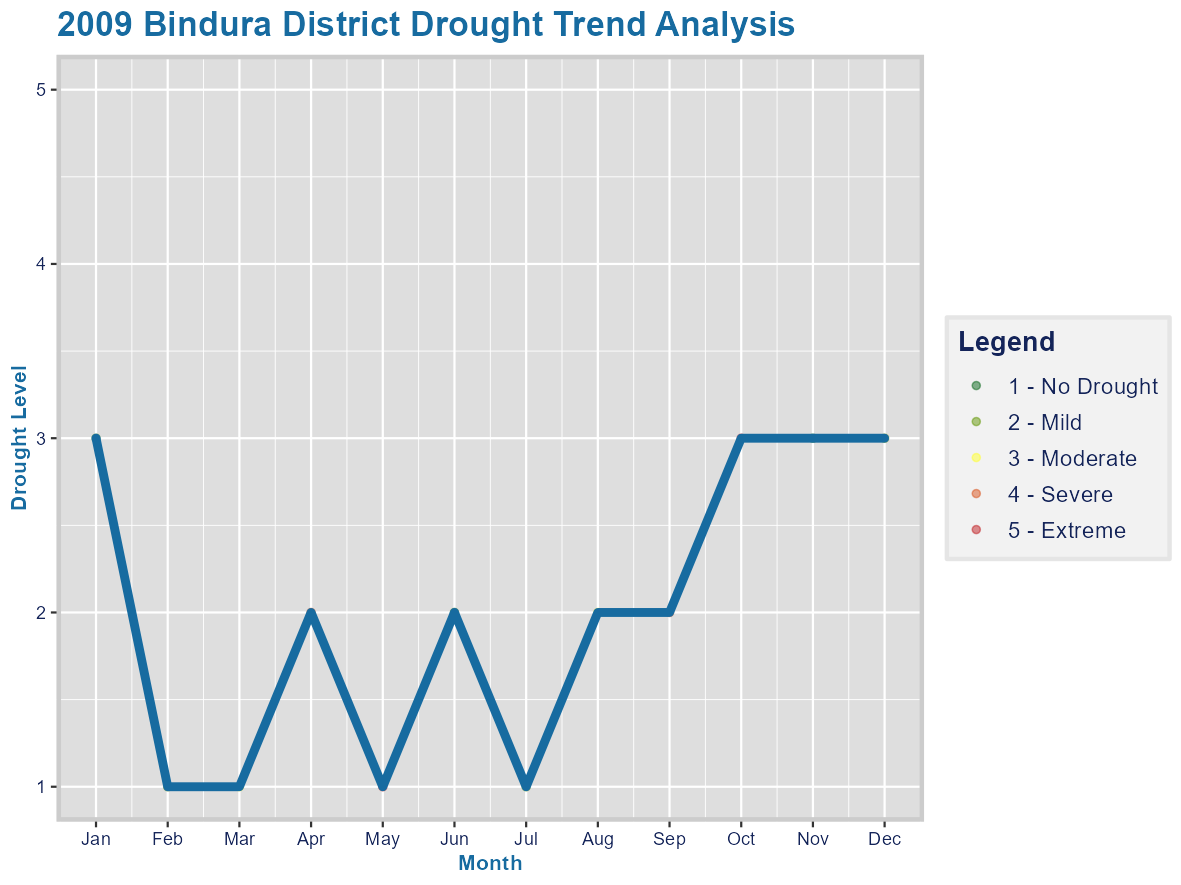 2009 Bindura District Drought Trend Analysis
Drought Level
5
4
3
2
1
Jan Feb Mar Apr May Jun Jul Aug Sep Oct Nov Dec
Month
Legend
1 - No Drought
2 - Mild
3 - Moderate
4 - Severe
5 - Extreme